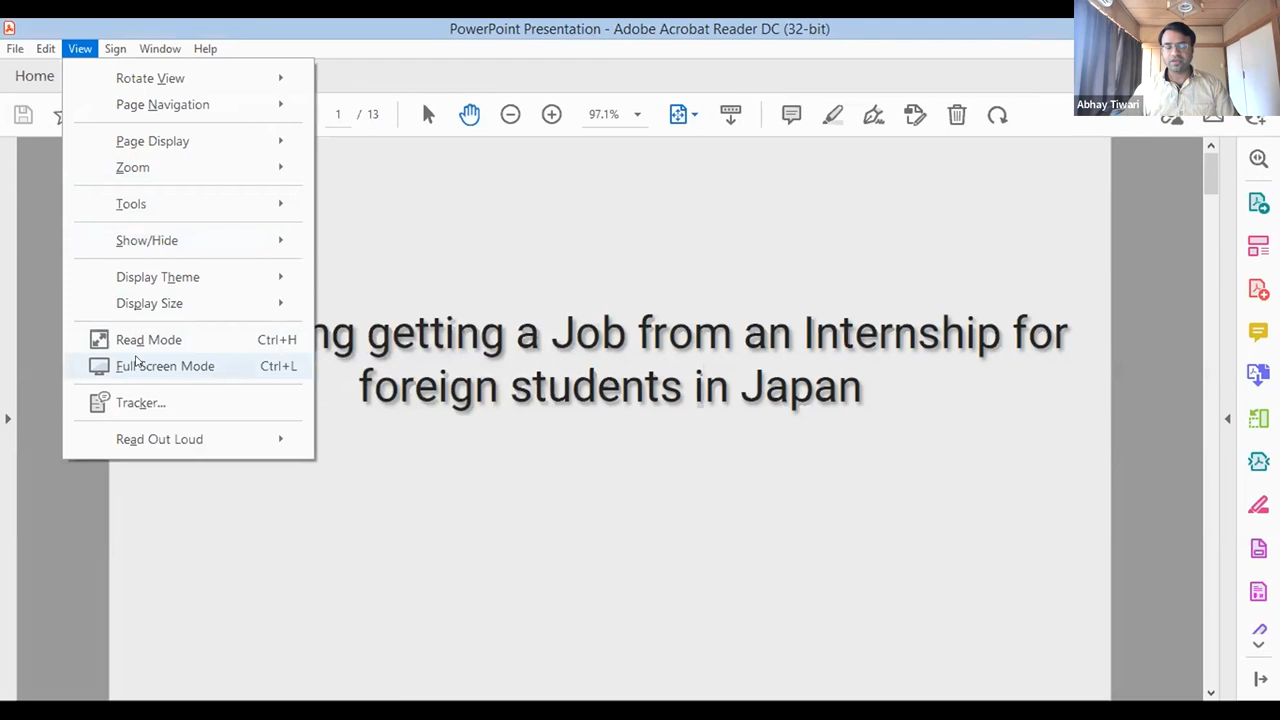 PowerPoint Presentation - Adobe Acrobat Reader DC (32-bit)
File Edit View Sign Window Help
Home
1 / 13 97.1%
Abhay Tiwari
Rotate View
Page Navigation
Page Display
Zoom
Tools
Show/Hide
Display Theme
Display Size
Read Mode Ctrl+H
Full Screen Mode Ctrl+L
Tracker...
Read Out Loud
getting a Job from an Internship for
foreign students in Japan